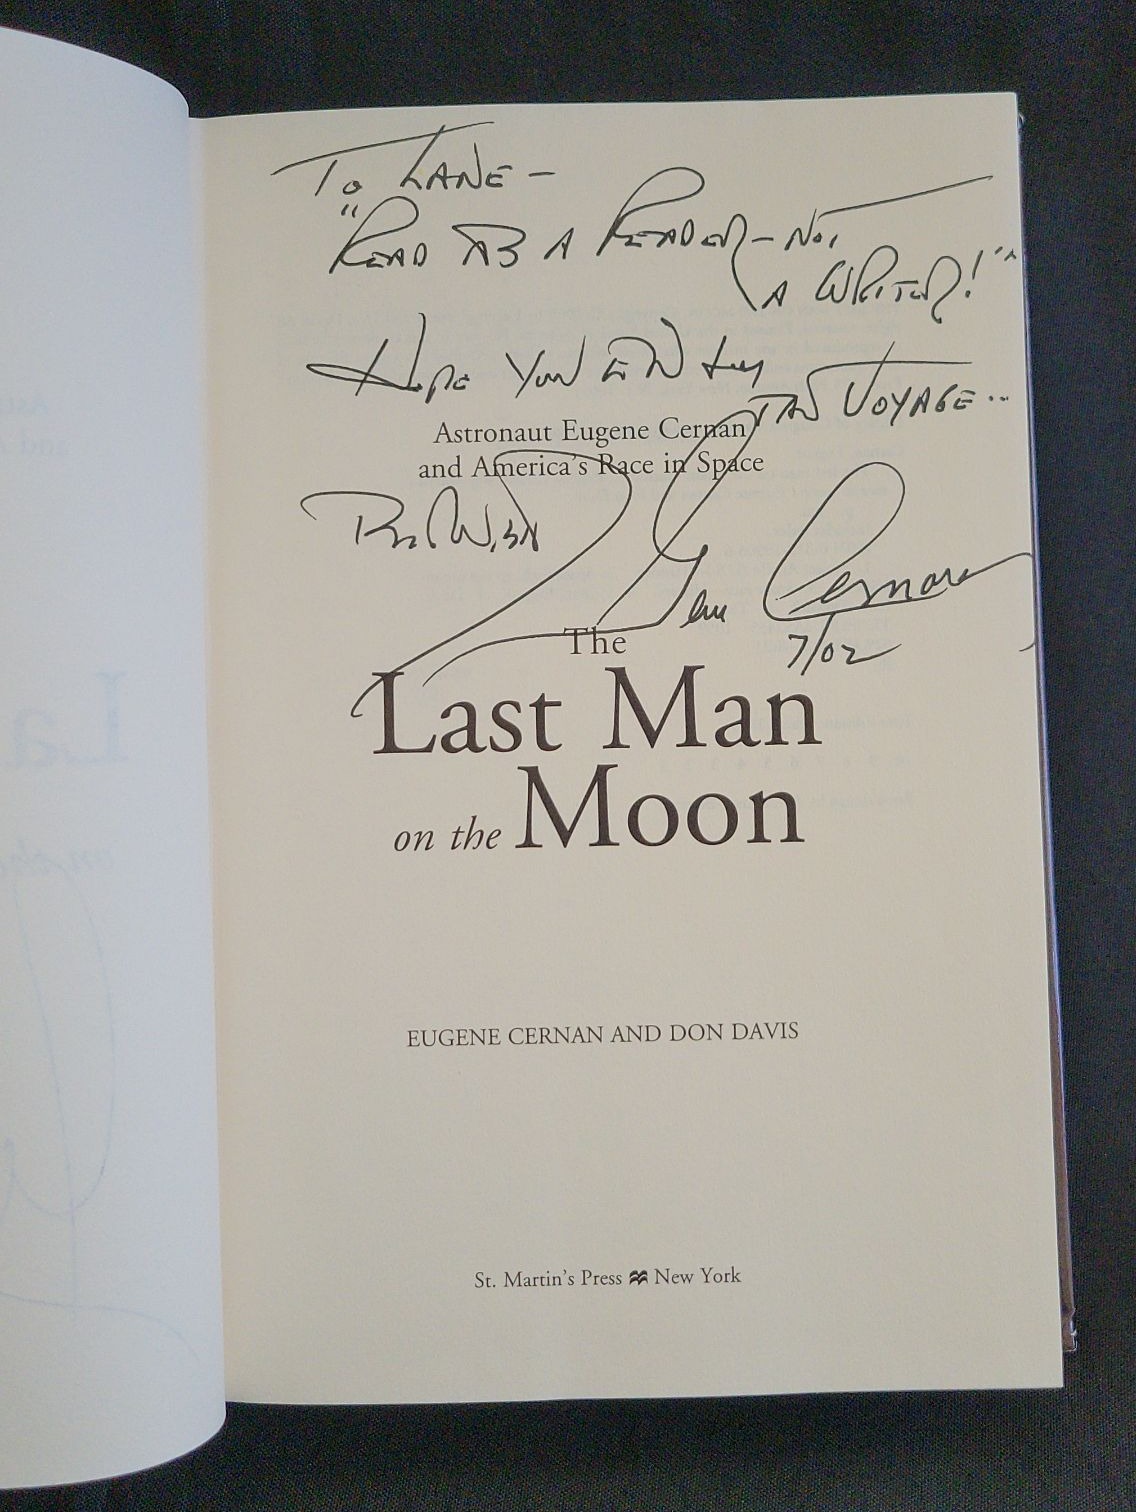 To LANE –
"READ AS A READER – NOT
A WRITER!"
Hope You ENJOY
THE VOYAGE...
Astronaut Eugene Cernan
and America's Race in Space
Best Wishes
Gene Cernan
7/02
The
Last Man
on the Moon
EUGENE CERNAN AND DON DAVIS
St. Martin's Press New York